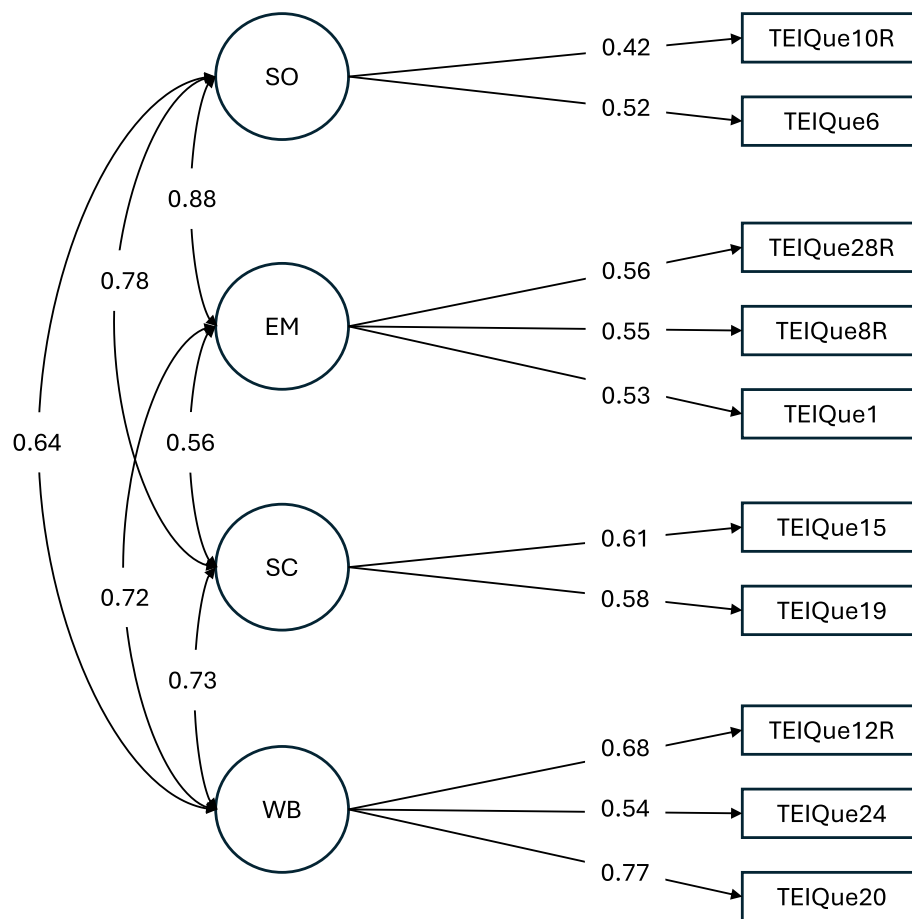 TEIQue10R
0.42
SO
0.52
TEIQue6
0.88
TEIQue28R
0.56
0.78
EM
0.55
TEIQue8R
0.53
TEIQue1
0.64
0.56
TEIQue15
0.61
SC
0.58
TEIQue19
0.72
0.73
TEIQue12R
0.68
WB
0.54
TEIQue24
0.77
TEIQue20